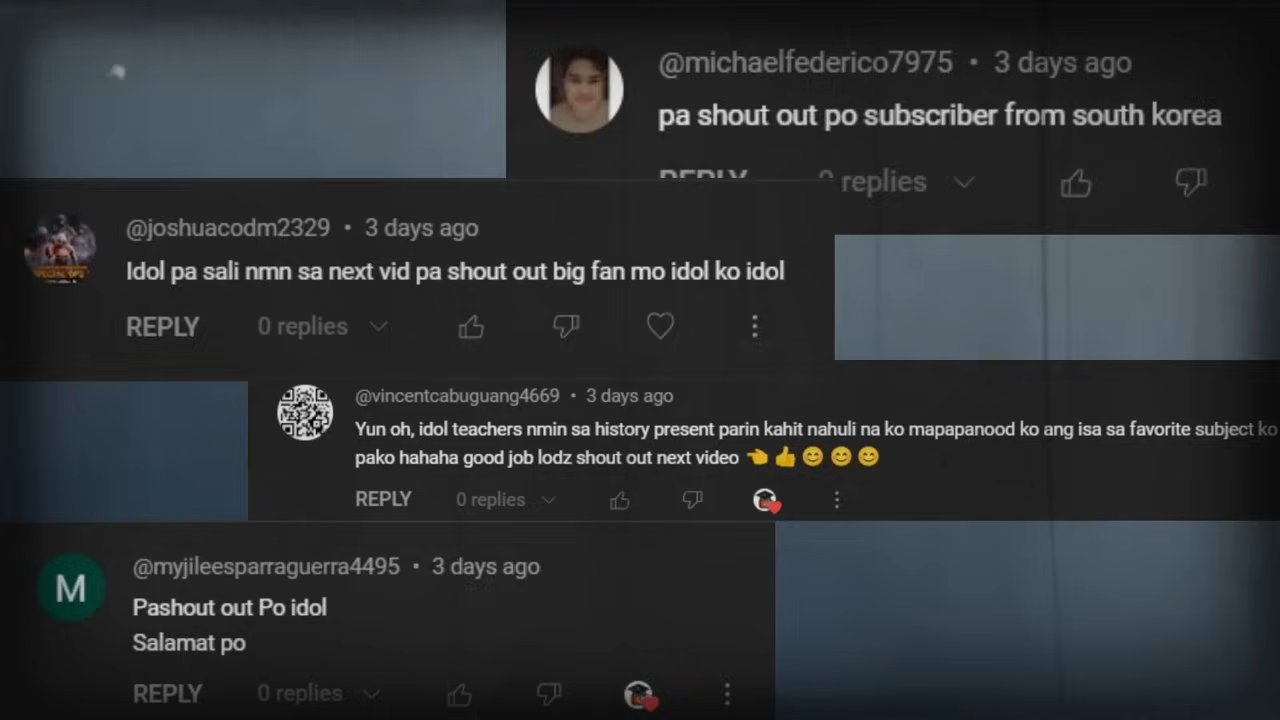 @michaelfederico7975 • 3 days ago
pa shout out po subscriber from south korea
REPLY 0 replies
@joshuacodm2329 • 3 days ago
Idol pa sali nmn sa next vid pa shout out big fan mo idol ko idol
REPLY 0 replies
@vincentcabuguang4669 • 3 days ago
Yun oh, idol teachers nmin sa history present parin kahit nahuli na ko mapapanood ko ang isa sa favorite subject ko
pako hahaha good job lodz shout out next video 👈 👍 😊 😊 😊
REPLY 0 replies
M
@myjileesparraguerra4495 • 3 days ago
Pashout out Po idol
Salamat po
REPLY 0 replies